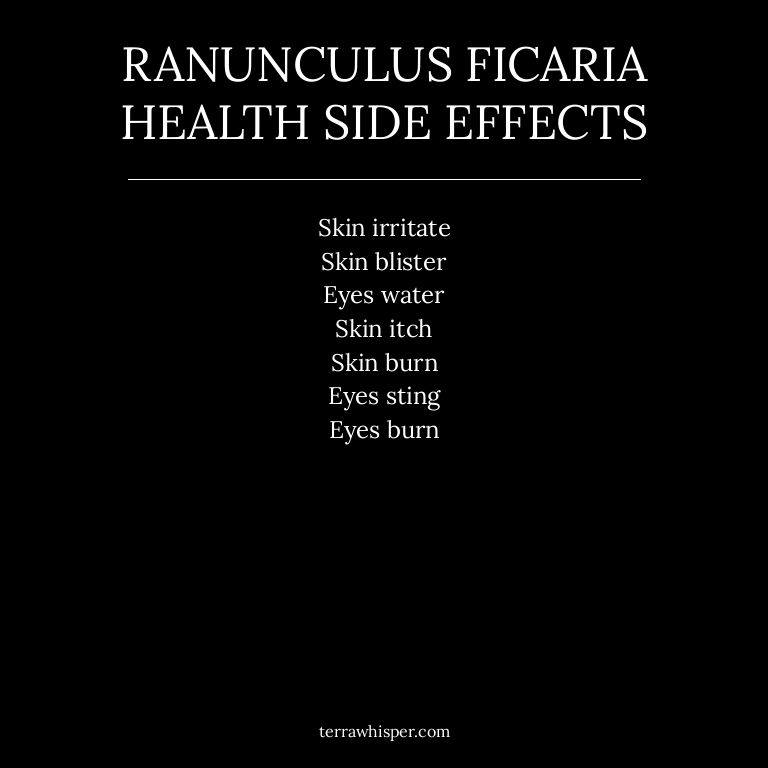 RANUNCULUS FICARIA
HEALTH SIDE EFFECTS
Skin irritate
Skin blister
Eyes water
Skin itch
Skin burn
Eyes sting
Eyes burn
terrawhisper.com